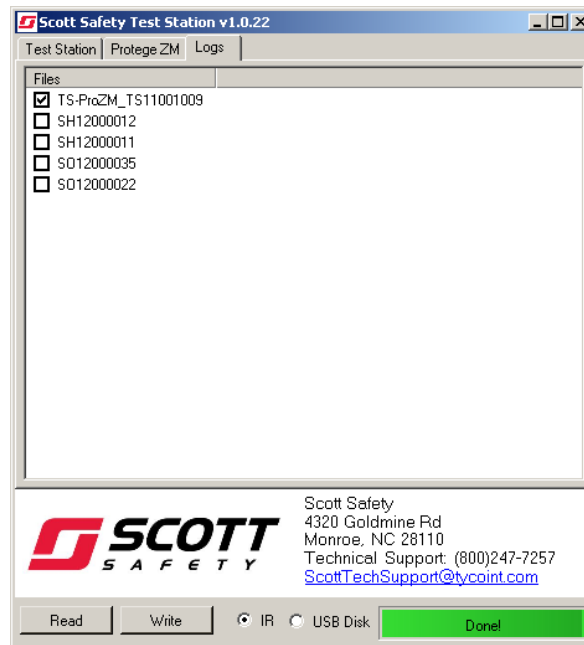 Scott Safety Test Station v1.0.22
Test Station Protege ZM Logs
Files
TS-ProZM_TS11001009
SH12000012
SH12000011
SO12000035
SO12000022
SCOTT
SAFETY
Scott Safety
4320 Goldmine Rd
Monroe, NC 28110
Technical Support: (800)247-7257
ScottTechSupport@tycoint.com
Read Write IR USB Disk Done!